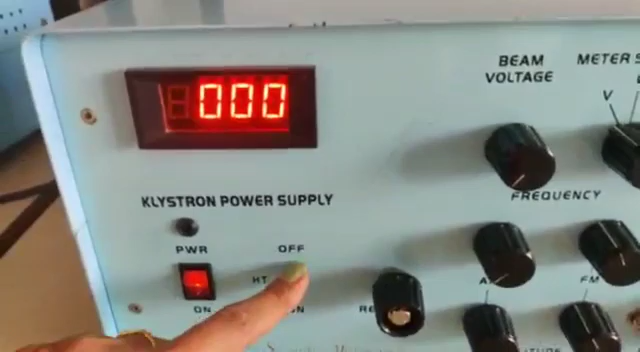 BEAM
VOLTAGE
METER
V
000
KLYSTRON POWER SUPPLY
FREQUENCY
PWR
OFF
HT
FM
ON